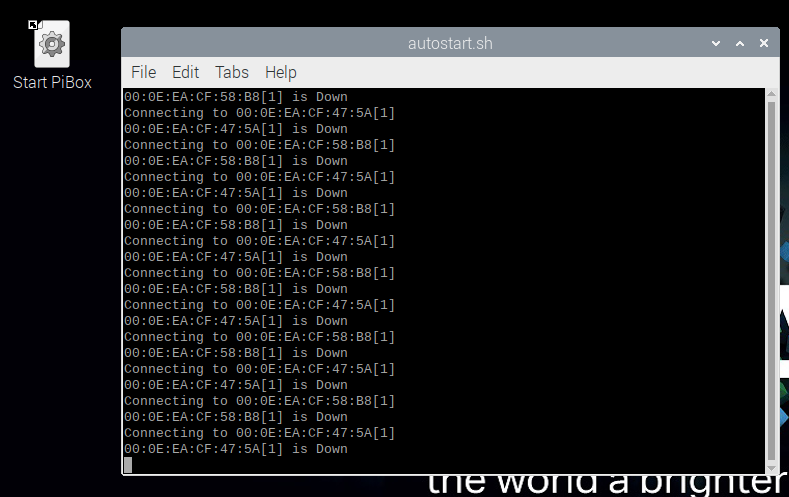 autostart.sh
Start PiBox
File Edit Tabs Help
00:0E:EA:CF:58:B8[1] is Down
Connecting to 00:0E:EA:CF:47:5A[1]
00:0E:EA:CF:47:5A[1] is Down
Connecting to 00:0E:EA:CF:58:B8[1]
00:0E:EA:CF:58:B8[1] is Down
Connecting to 00:0E:EA:CF:47:5A[1]
00:0E:EA:CF:47:5A[1] is Down
Connecting to 00:0E:EA:CF:58:B8[1]
00:0E:EA:CF:58:B8[1] is Down
Connecting to 00:0E:EA:CF:47:5A[1]
00:0E:EA:CF:47:5A[1] is Down
Connecting to 00:0E:EA:CF:58:B8[1]
00:0E:EA:CF:58:B8[1] is Down
Connecting to 00:0E:EA:CF:47:5A[1]
00:0E:EA:CF:47:5A[1] is Down
Connecting to 00:0E:EA:CF:58:B8[1]
00:0E:EA:CF:58:B8[1] is Down
Connecting to 00:0E:EA:CF:47:5A[1]
00:0E:EA:CF:47:5A[1] is Down
Connecting to 00:0E:EA:CF:58:B8[1]
00:0E:EA:CF:58:B8[1] is Down
Connecting to 00:0E:EA:CF:47:5A[1]
00:0E:EA:CF:47:5A[1] is Down
the world a brighter